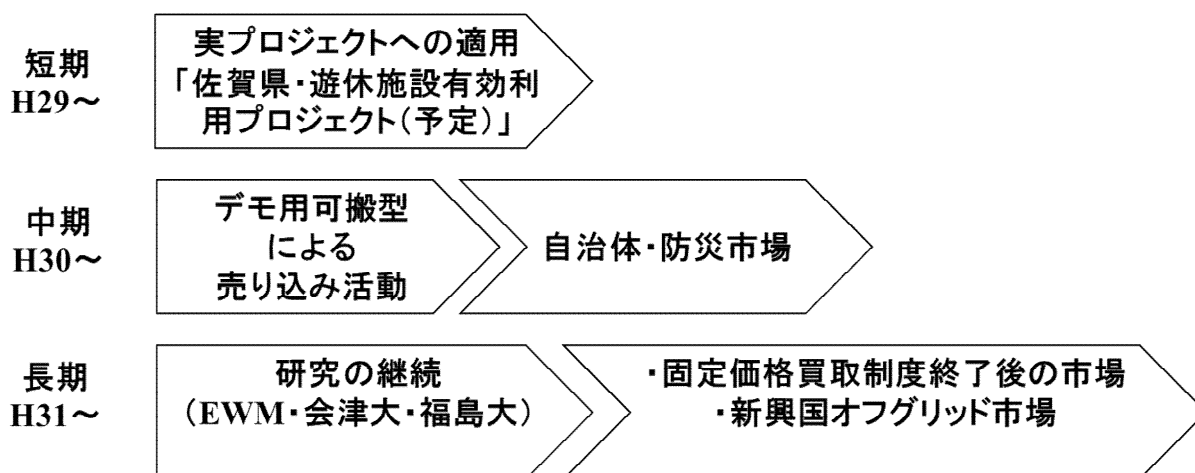 短期
H29～
実プロジェクトへの適用
「佐賀県・遊休施設有効利
用プロジェクト（予定）」
中期
H30～
デモ用可搬型
による
売り込み活動
自治体・防災市場
長期
H31～
研究の継続
（EWM・会津大・福島大）
・固定価格買取制度終了後の市場
・新興国オフグリッド市場